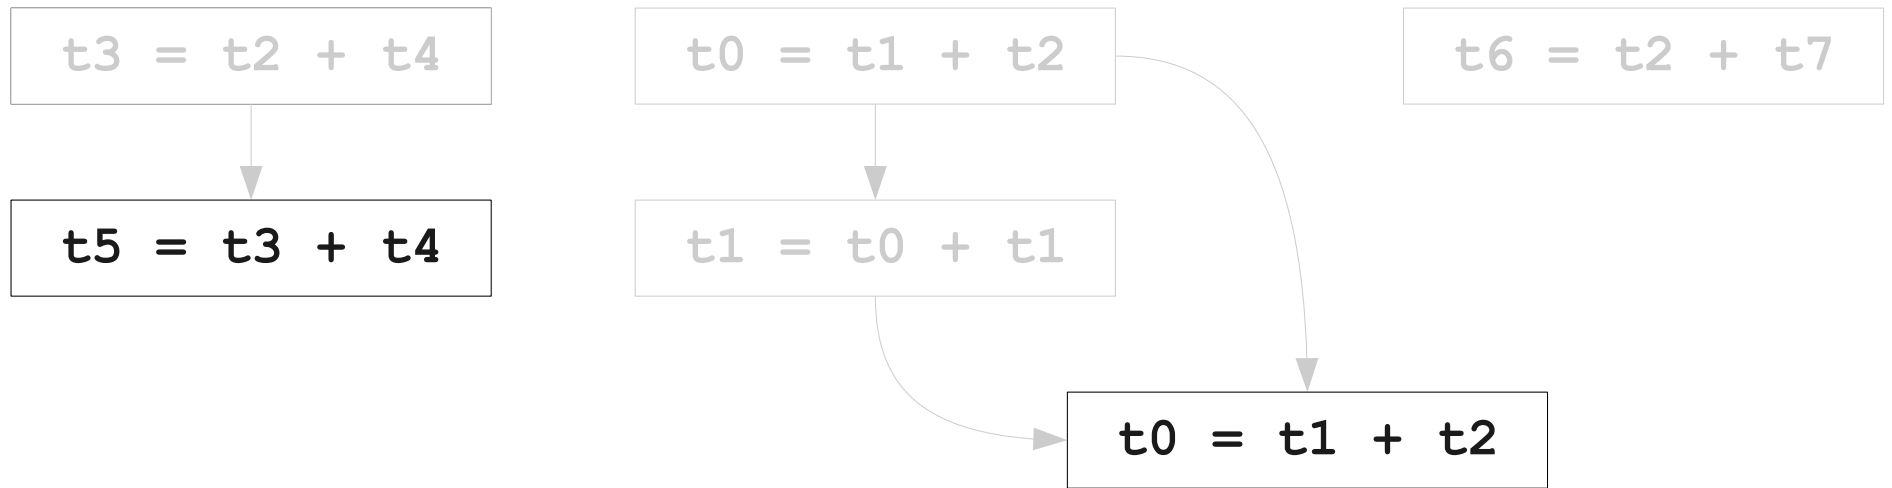 t3 = t2 + t4
t0 = t1 + t2
t6 = t2 + t7
t5 = t3 + t4
t1 = t0 + t1
t0 = t1 + t2